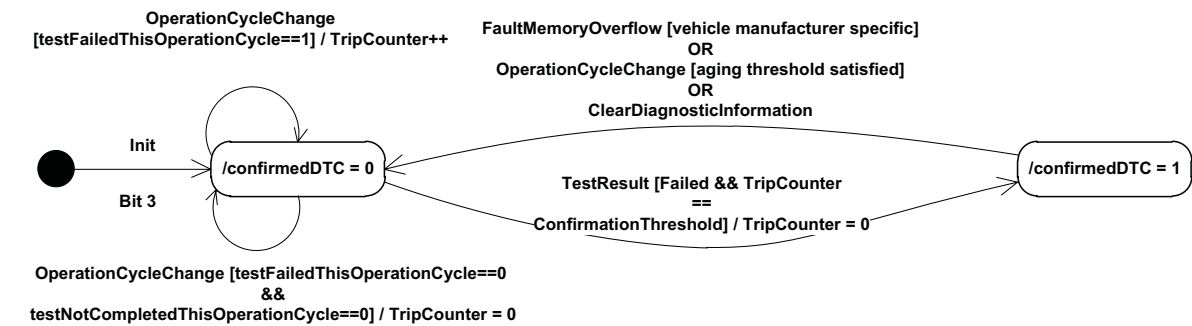 OperationCycleChange
[testFailedThisOperationCycle==1] / TripCounter++
FaultMemoryOverflow [vehicle manufacturer specific]
OR
OperationCycleChange [aging threshold satisfied]
OR
ClearDiagnosticInformation
Init
Bit 3
/confirmedDTC = 0
/confirmedDTC = 1
TestResult [Failed && TripCounter
==
ConfirmationThreshold] / TripCounter = 0
OperationCycleChange [testFailedThisOperationCycle==0
&&
testNotCompletedThisOperationCycle==0] / TripCounter = 0